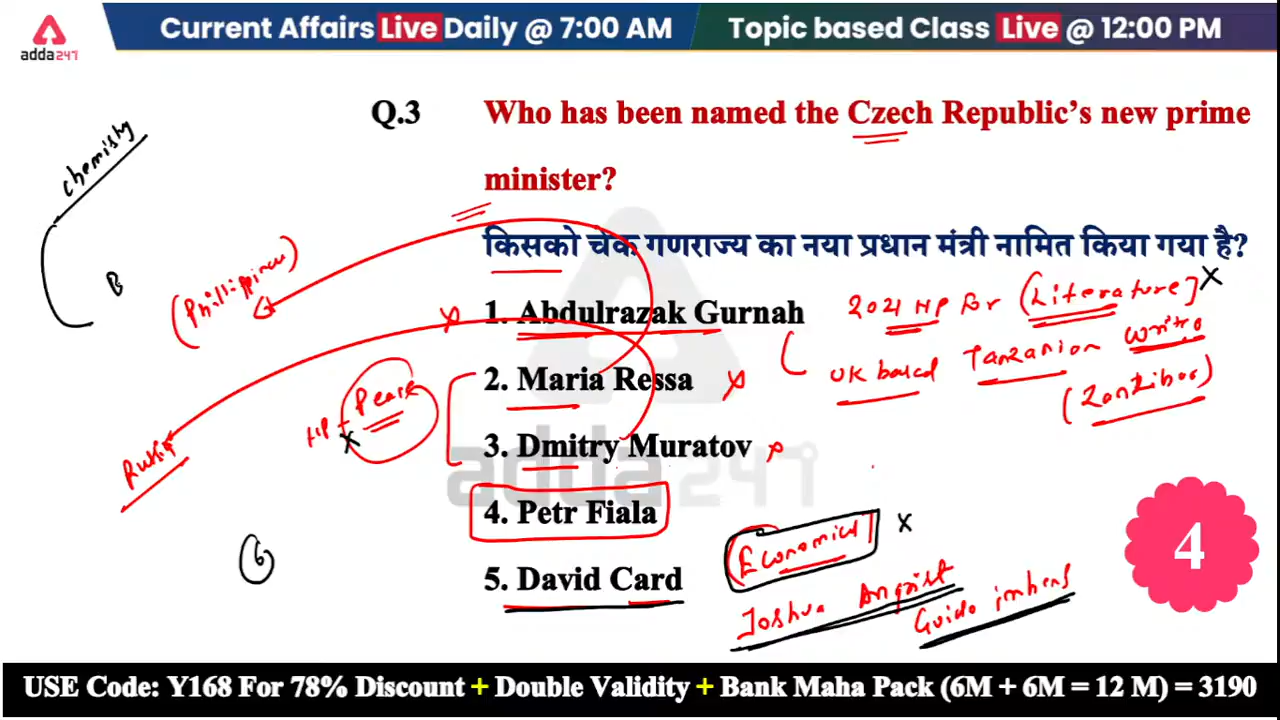 Current Affairs Live Daily @ 7:00 AM
Topic based Class Live @ 12:00 PM
adda247
Q.3 Who has been named the Czech Republic's new prime
minister?
किसको चेक गणराज्य का नया प्रधान मंत्री नामित किया गया है?
1. Abdulrazak Gurnah
2. Maria Ressa
3. Dmitry Muratov
4. Petr Fiala
5. David Card
4
chemistry
(Phillippines)
NP - Peace
2021 NP for (Literature)
UK based Tanzanian
(Zanzibar)
Economics
Joshua Angrist
Guido imbens
6
adda247
USE Code: Y168 For 78% Discount + Double Validity + Bank Maha Pack (6M + 6M = 12 M) = 3190